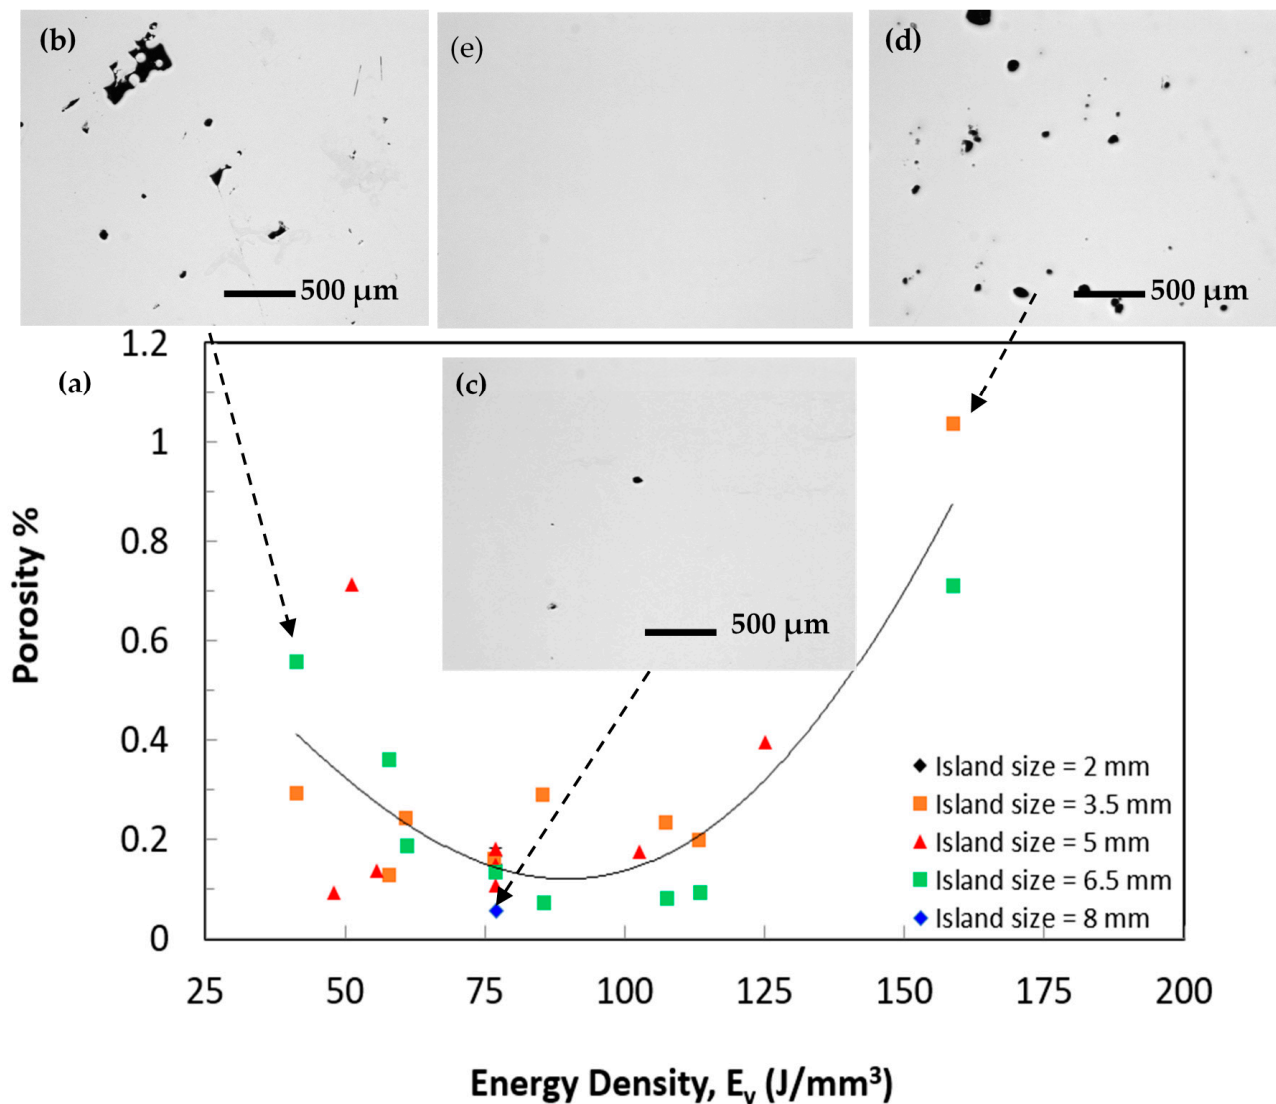 (b)
(e)
(d)
500 μm
500 μm
(a)
(c)
500 μm
1.2
1
0.8
0.6
0.4
0.2
0
Porosity %
Island size = 2 mm
Island size = 3.5 mm
Island size = 5 mm
Island size = 6.5 mm
Island size = 8 mm
25 50 75 100 125 150 175 200
Energy Density, Ev (J/mm³)